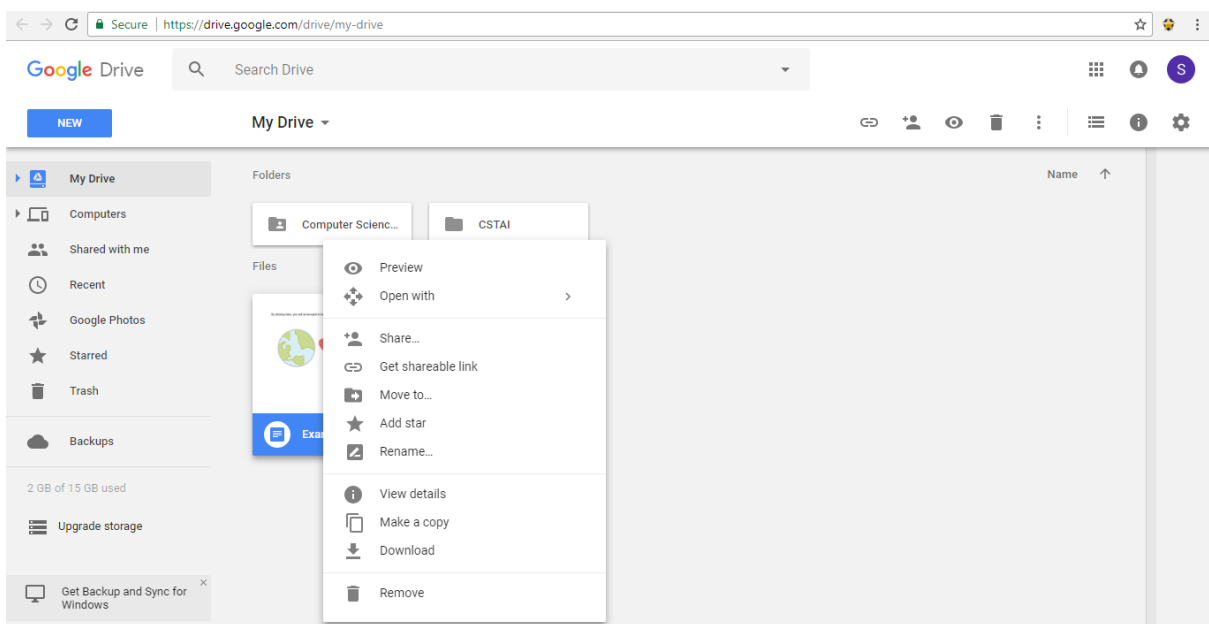 Secure | https://drive.google.com/drive/my-drive
Google Drive
Search Drive
S
NEW
My Drive
My Drive
Computers
Shared with me
Recent
Google Photos
Starred
Trash
Backups
2 GB of 15 GB used
Upgrade storage
Get Backup and Sync for
Windows
Folders
Name
Computer Scienc...
CSTAI
Files
Exa
Preview
Open with
Share...
Get shareable link
Move to...
Add star
Rename...
View details
Make a copy
Download
Remove